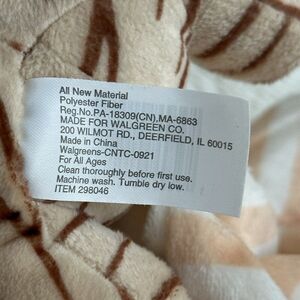 All New Material
Polyester Fiber
Reg.No.PA-18309(CN),MA-6863
MADE FOR WALGREEN CO.
200 WILMOT RD., DEERFIELD, IL 60015
Made in China
Walgreens-CNTC-0921
For All Ages
Clean thoroughly before first use.
Machine wash. Tumble dry low.
ITEM 298046